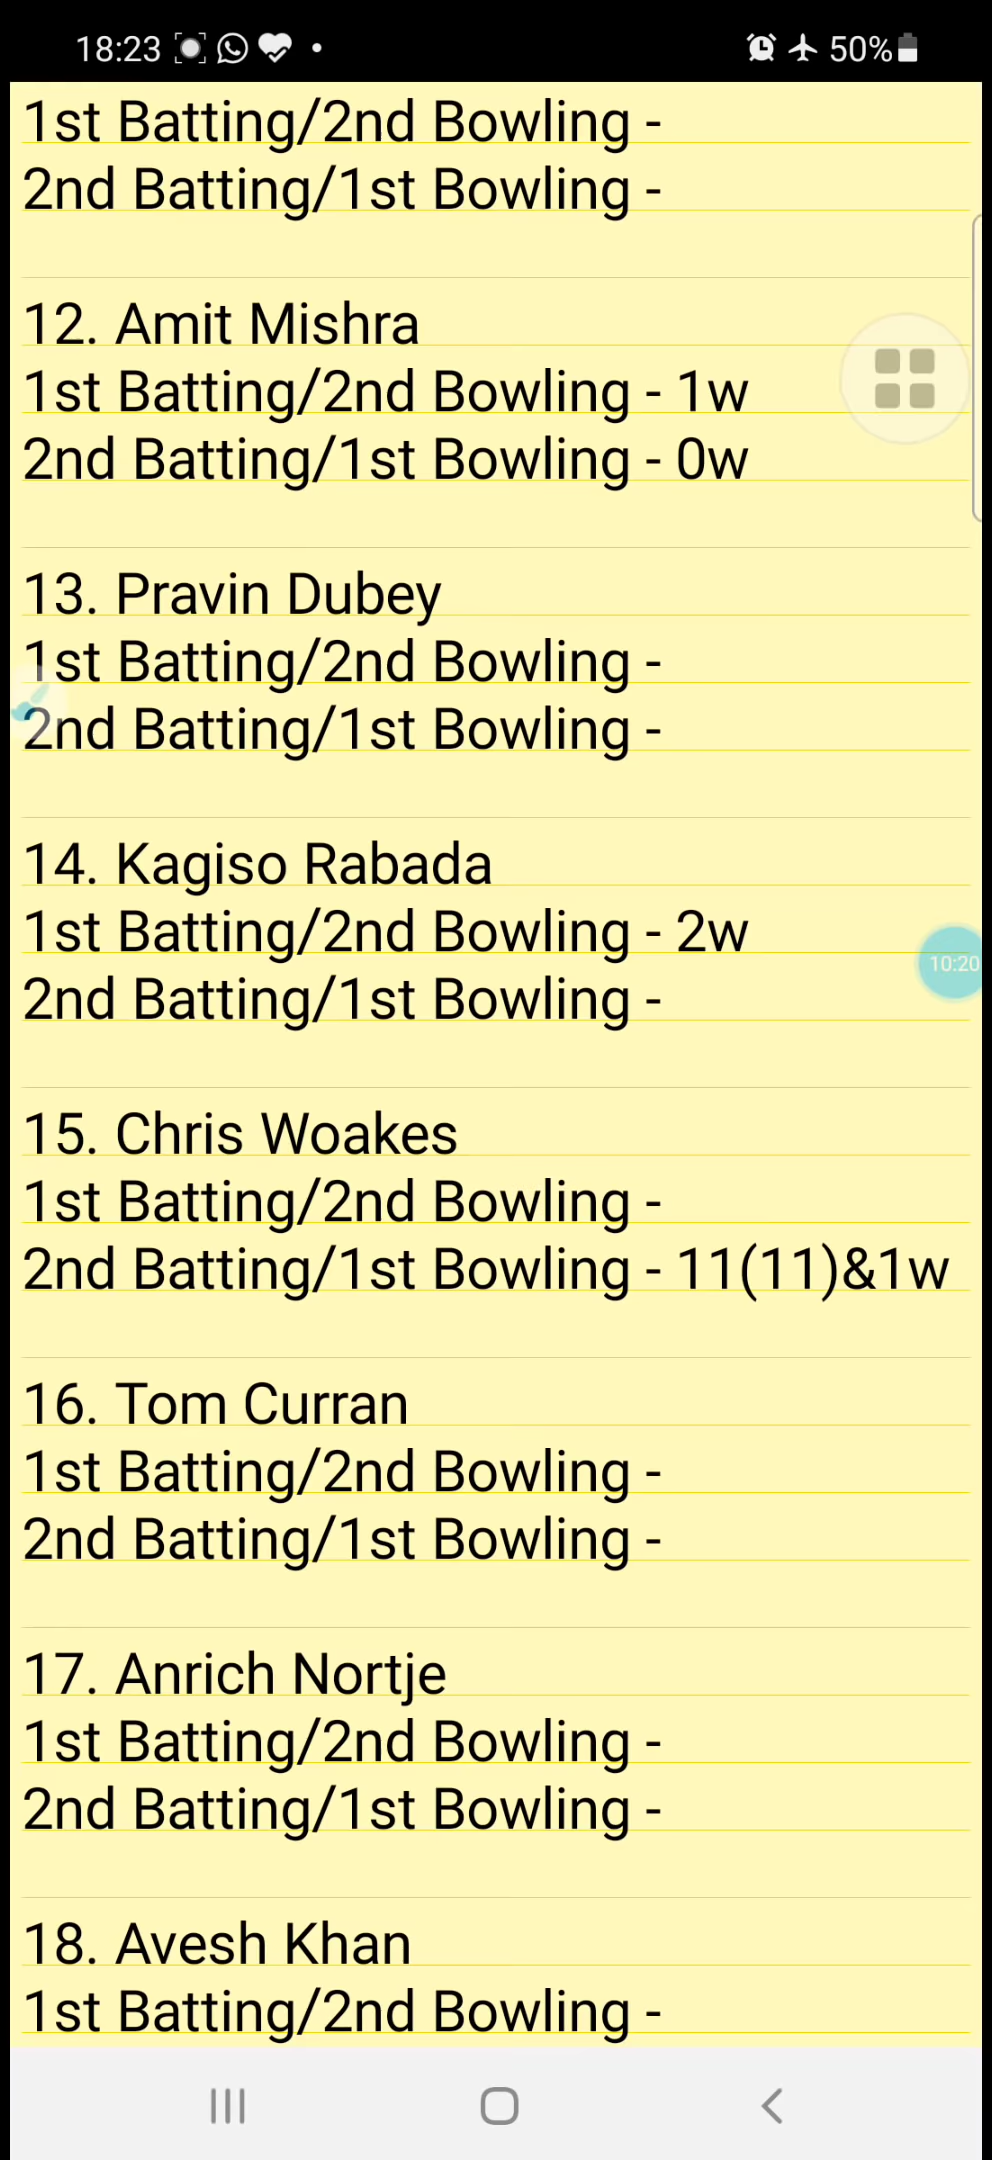 18:23 50%
1st Batting/2nd Bowling -
2nd Batting/1st Bowling -
12. Amit Mishra
1st Batting/2nd Bowling - 1w
2nd Batting/1st Bowling - 0w
13. Pravin Dubey
1st Batting/2nd Bowling -
2nd Batting/1st Bowling -
14. Kagiso Rabada
1st Batting/2nd Bowling - 2w
10:20
2nd Batting/1st Bowling -
15. Chris Woakes
1st Batting/2nd Bowling -
2nd Batting/1st Bowling - 11(11)&1w
16. Tom Curran
1st Batting/2nd Bowling -
2nd Batting/1st Bowling -
17. Anrich Nortje
1st Batting/2nd Bowling -
2nd Batting/1st Bowling -
18. Avesh Khan
1st Batting/2nd Bowling -